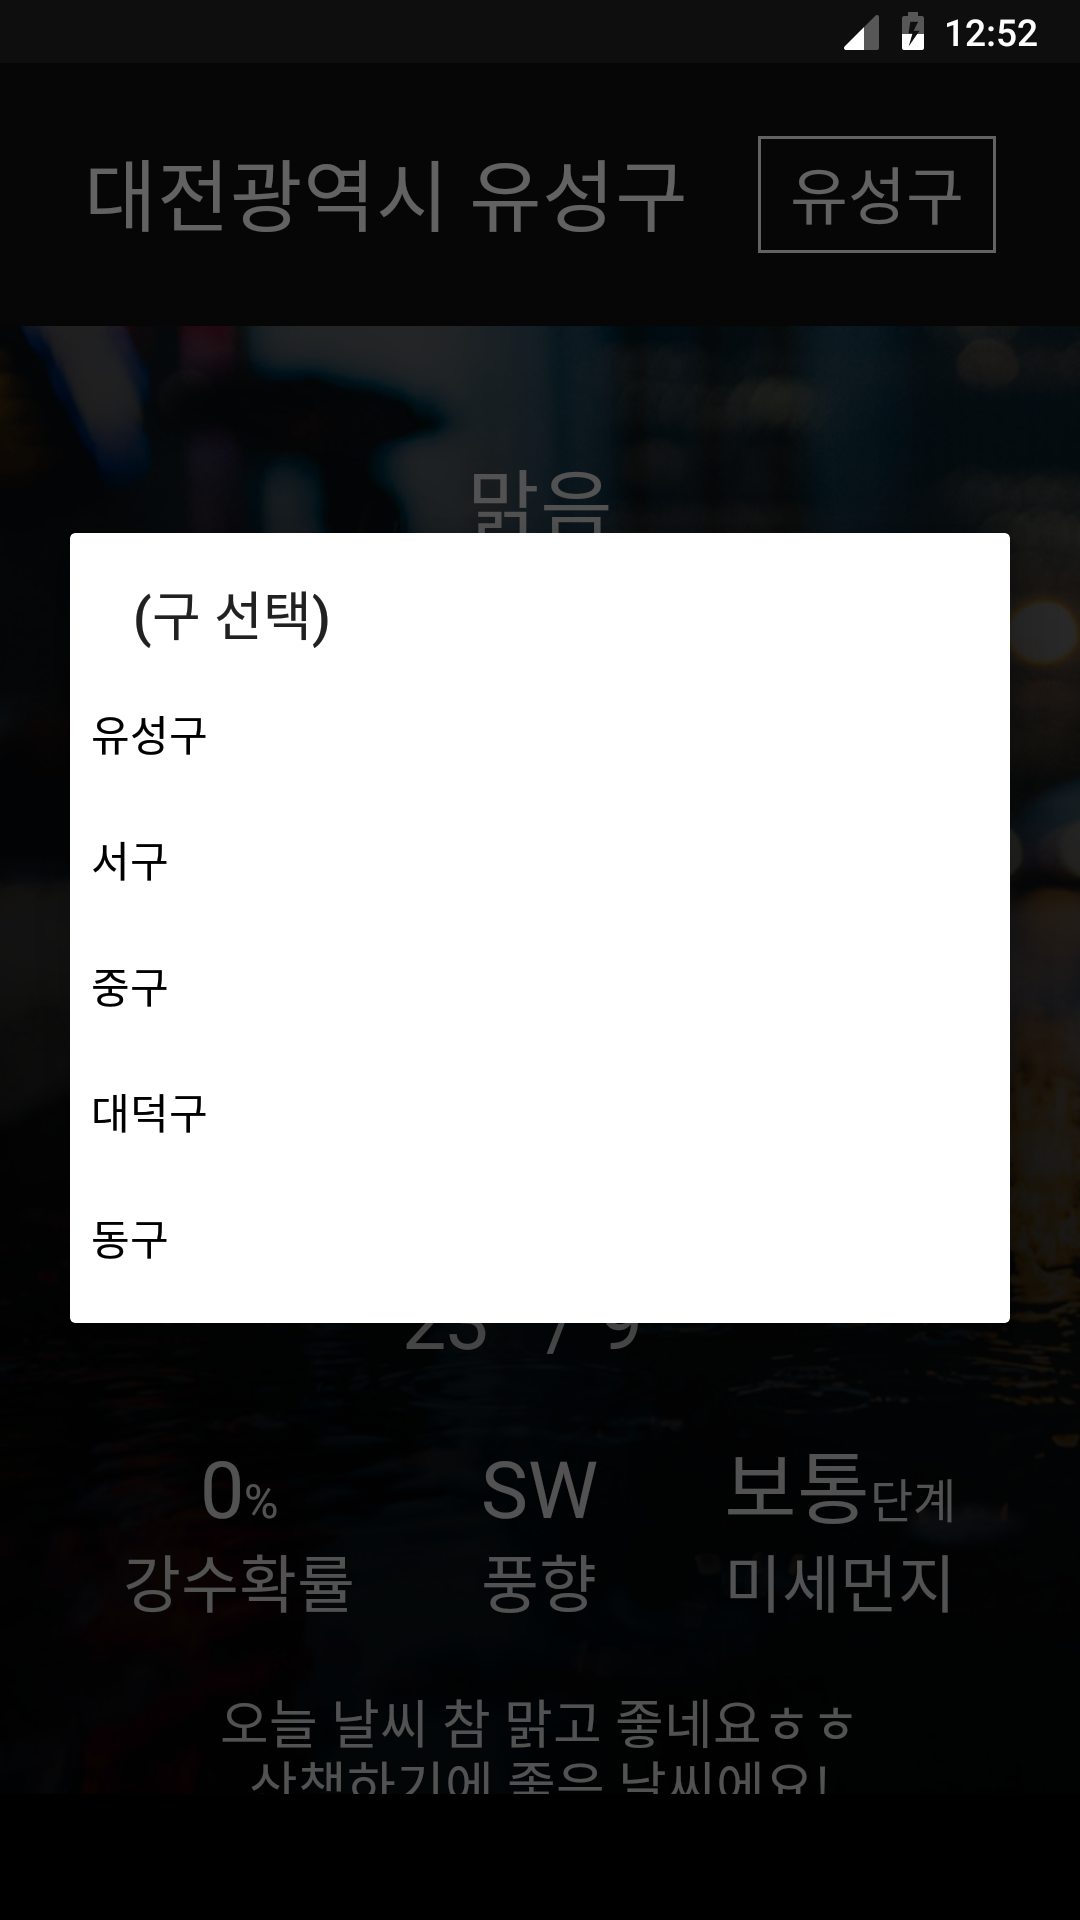 12:52
대전광역시 유성구
유성구
맑음
(구 선택)
유성구
서구
중구
대덕구
동구
23 / 9
0% SW 보통단계
강수확률 풍향 미세먼지
오늘 날씨 참 맑고 좋네요ㅎㅎ
산책하기에 좋은 날씨에요!